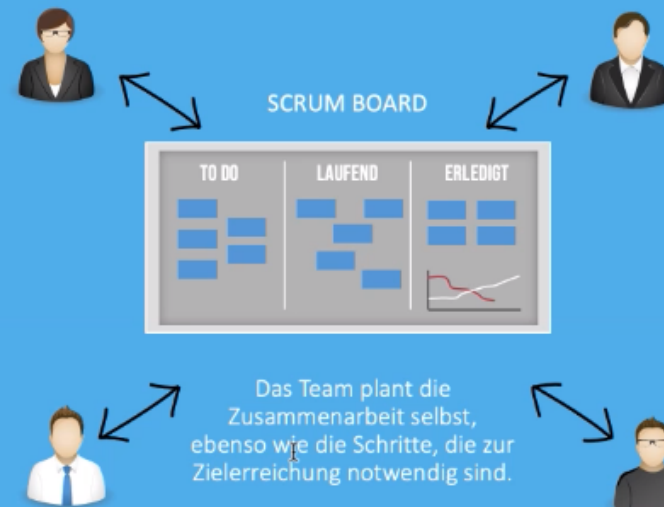 SCRUM BOARD
TO DO
LAUFEND
ERLEDIGT
Das Team plant die
Zusammenarbeit selbst,
ebenso wie die Schritte, die zur
Zielerreichung notwendig sind.